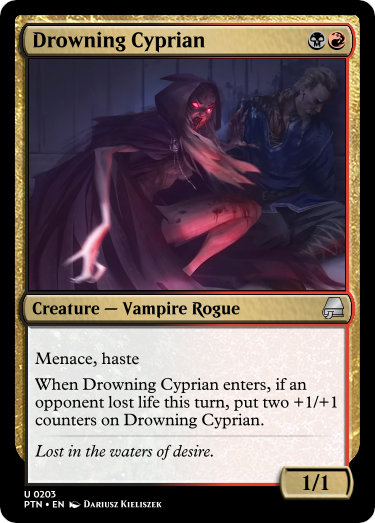 Drowning Cyprian
Creature — Vampire Rogue
Menace, haste
When Drowning Cyprian enters, if an
opponent lost life this turn, put two +1/+1
counters on Drowning Cyprian.
Lost in the waters of desire.
1/1
U 0203
PTN • EN Dariusz Kieliszek